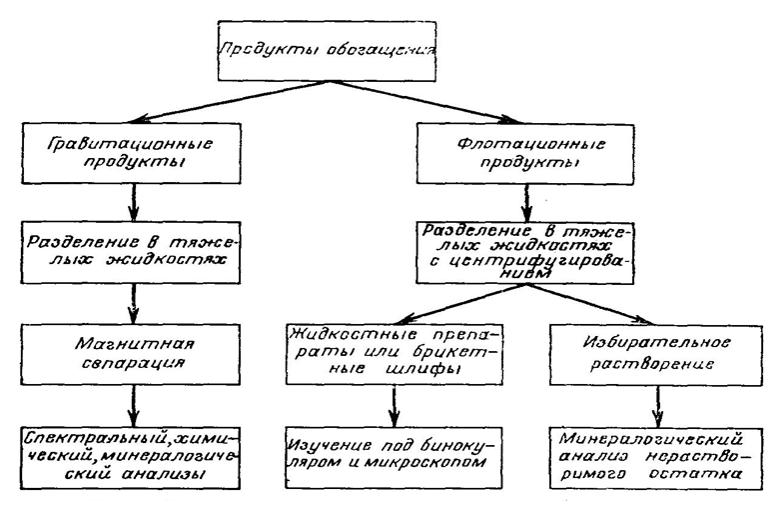 Продукты обогащения
Гравитационные
продукты
Флотационные
продукты
Разделение в тяже-
лых жидкостях
Разделение в тяже-
лых жидкостях
с центрифугирова-
нием
Магнитная
сепарация
Жидкостные препа-
раты или брикет-
ные шлифы
Избирательное
растворение
Спектральный, хими-
ческий, минералогиче-
ский анализы
Изучение под биноку-
ляром и микроскопом
Минералогический
анализ нераство-
римого остатка